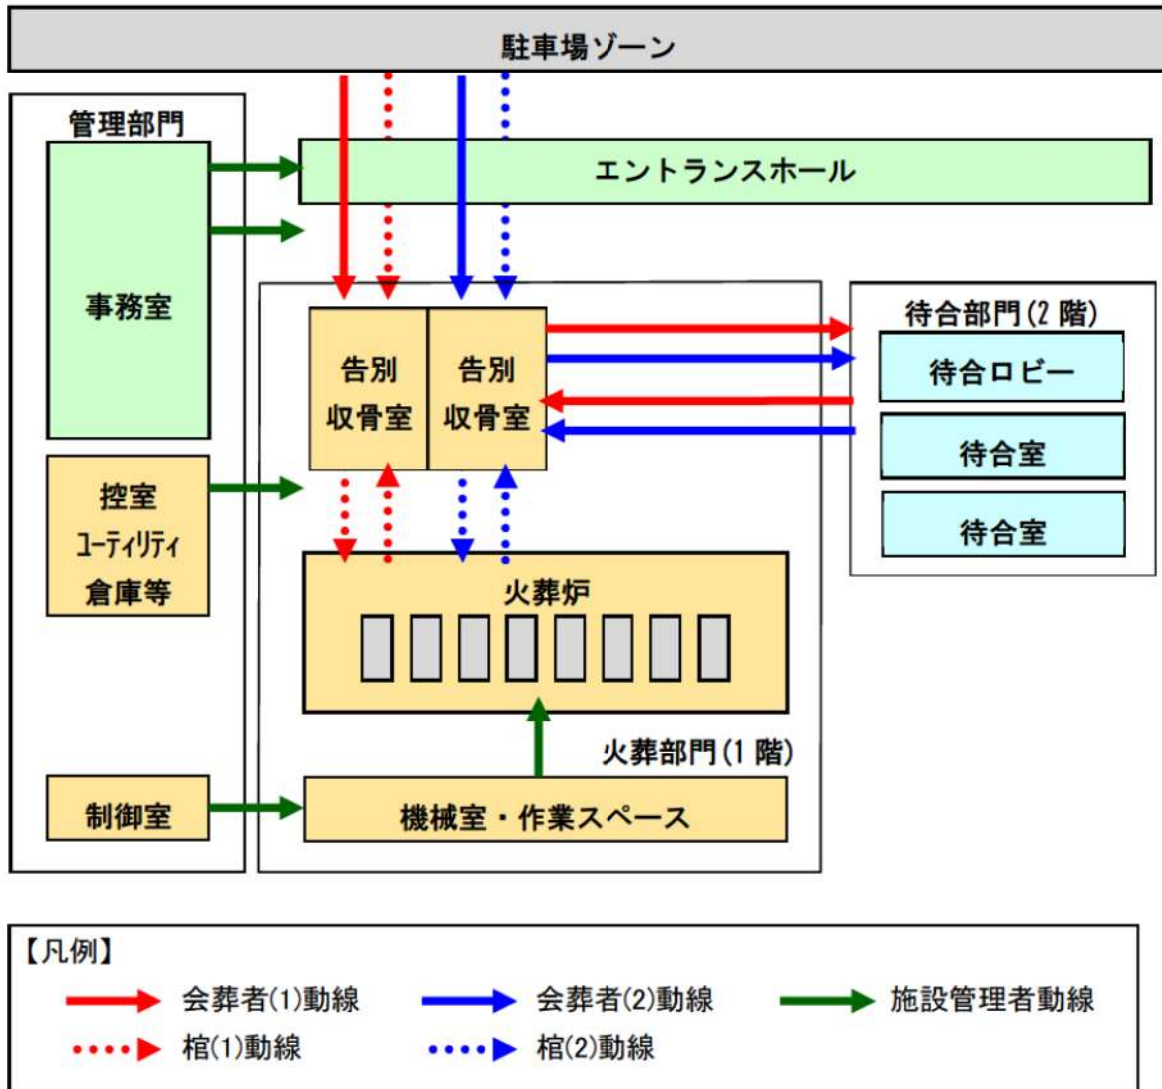 駐車場ゾーン
管理部門
エントランスホール
事務室
告別
収骨室
告別
収骨室
待合部門(2階)
待合ロビー
待合室
待合室
控室
ユーティリティ
倉庫等
火葬炉
火葬部門(1階)
制御室
機械室・作業スペース
【凡例】
会葬者(1)動線
会葬者(2)動線
施設管理者動線
棺(1)動線
棺(2)動線